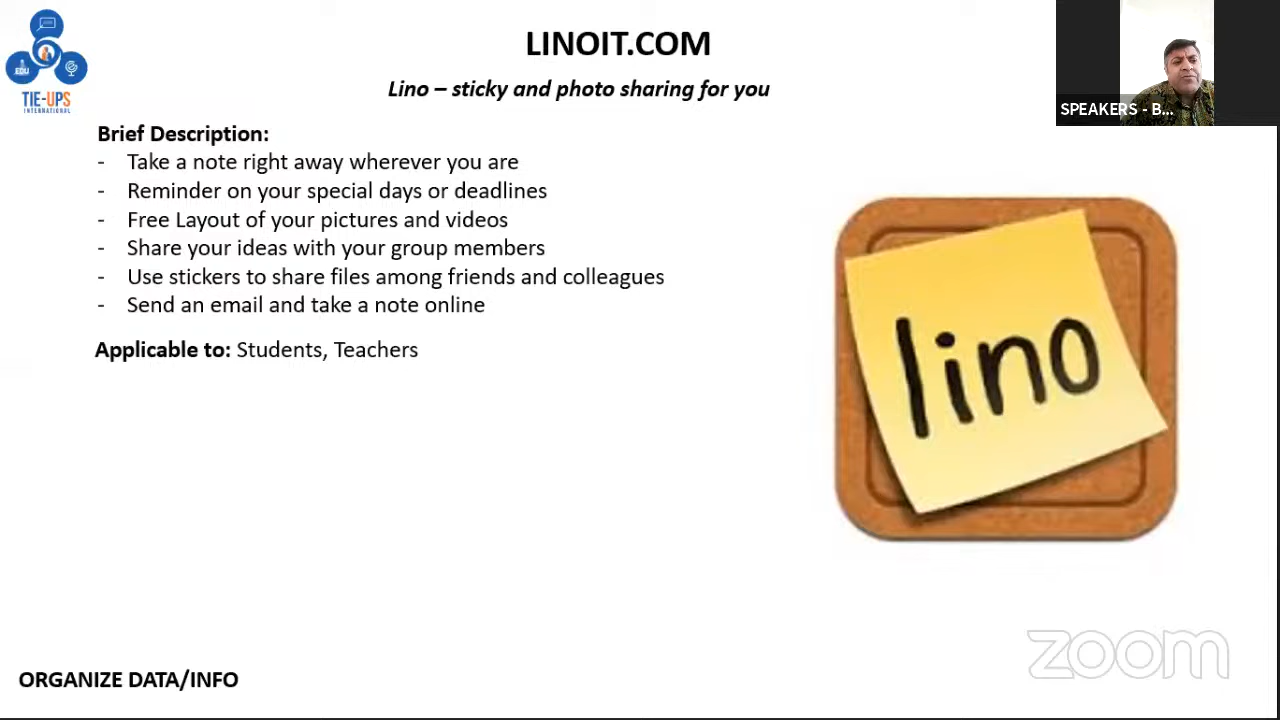 LINOIT.COM
Lino – sticky and photo sharing for you
SPEAKERS - B...
EDU
TIE-UPS
INTERNATIONAL
Brief Description:
- Take a note right away wherever you are
- Reminder on your special days or deadlines
- Free Layout of your pictures and videos
- Share your ideas with your group members
- Use stickers to share files among friends and colleagues
- Send an email and take a note online
Applicable to: Students, Teachers
lino
zoom
ORGANIZE DATA/INFO